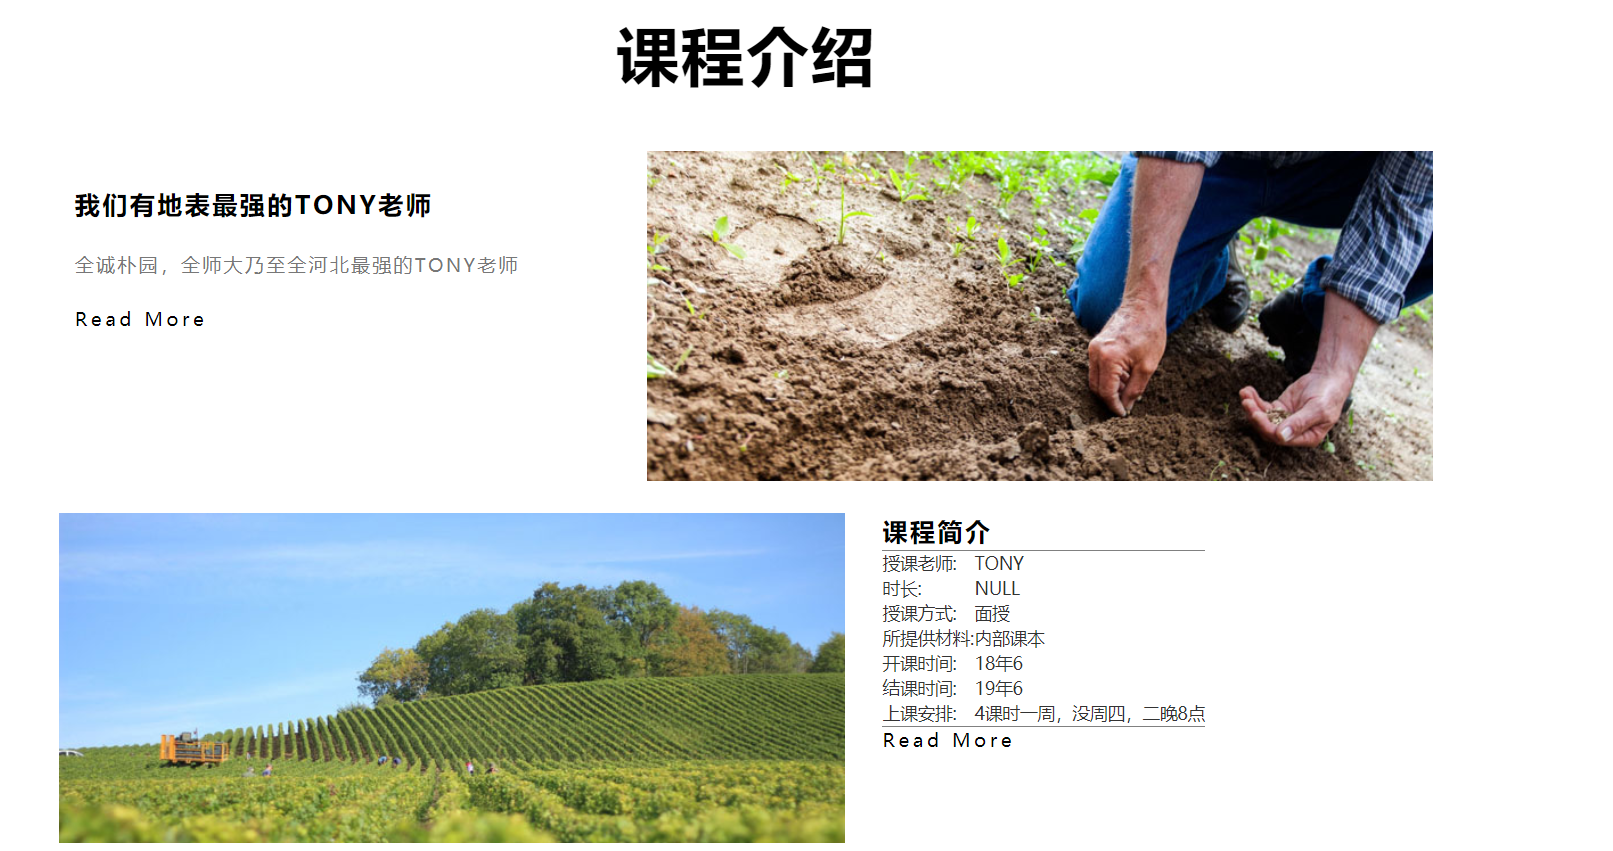 课程介绍
我们有地表最强的TONY老师
全诚朴园，全师大乃至全河北最强的TONY老师
Read More
课程简介
授课老师: TONY
时长: NULL
授课方式: 面授
所提供材料:内部课本
开课时间: 18年6
结课时间: 19年6
上课安排: 4课时一周，没周四，二晚8点
Read More